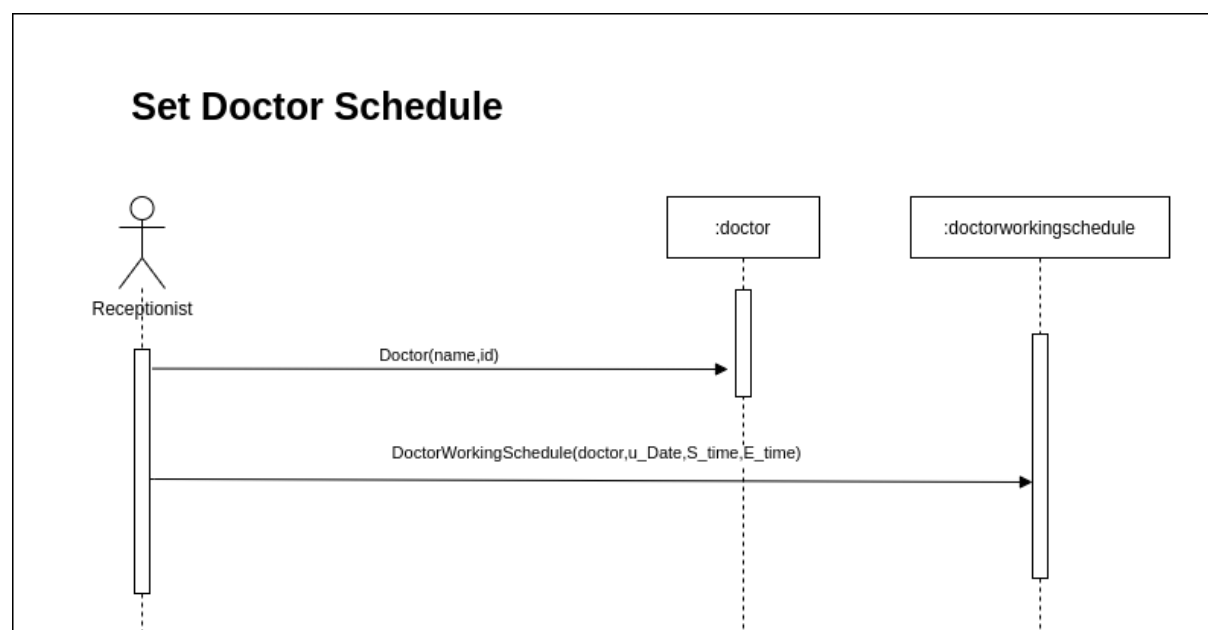 Set Doctor Schedule
:doctor
:doctorworkingschedule
Receptionist
Doctor(name,id)
DoctorWorkingSchedule(doctor,u_Date,S_time,E_time)